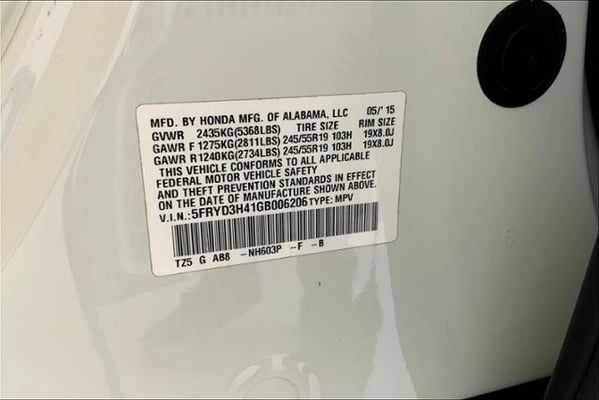 MFD. BY HONDA MFG. OF ALABAMA, LLC 05/'15
GVWR 2435KG(5368LBS) TIRE SIZE RIM SIZE
GAWR F 1275KG(2811LBS) 245/55R19 103H 19X8.0J
GAWR R 1240KG(2734LBS) 245/55R19 103H 19X8.0J
THIS VEHICLE CONFORMS TO ALL APPLICABLE
FEDERAL MOTOR VEHICLE SAFETY
THEFT PREVENTION STANDARDS IN EFFECT
ON THE DATE OF MANUFACTURE SHOWN ABOVE.
V.I.N.: 5FRYD3H41GB006206 TYPE: MPV
TZ5 G AB8 -NH603P -F -B